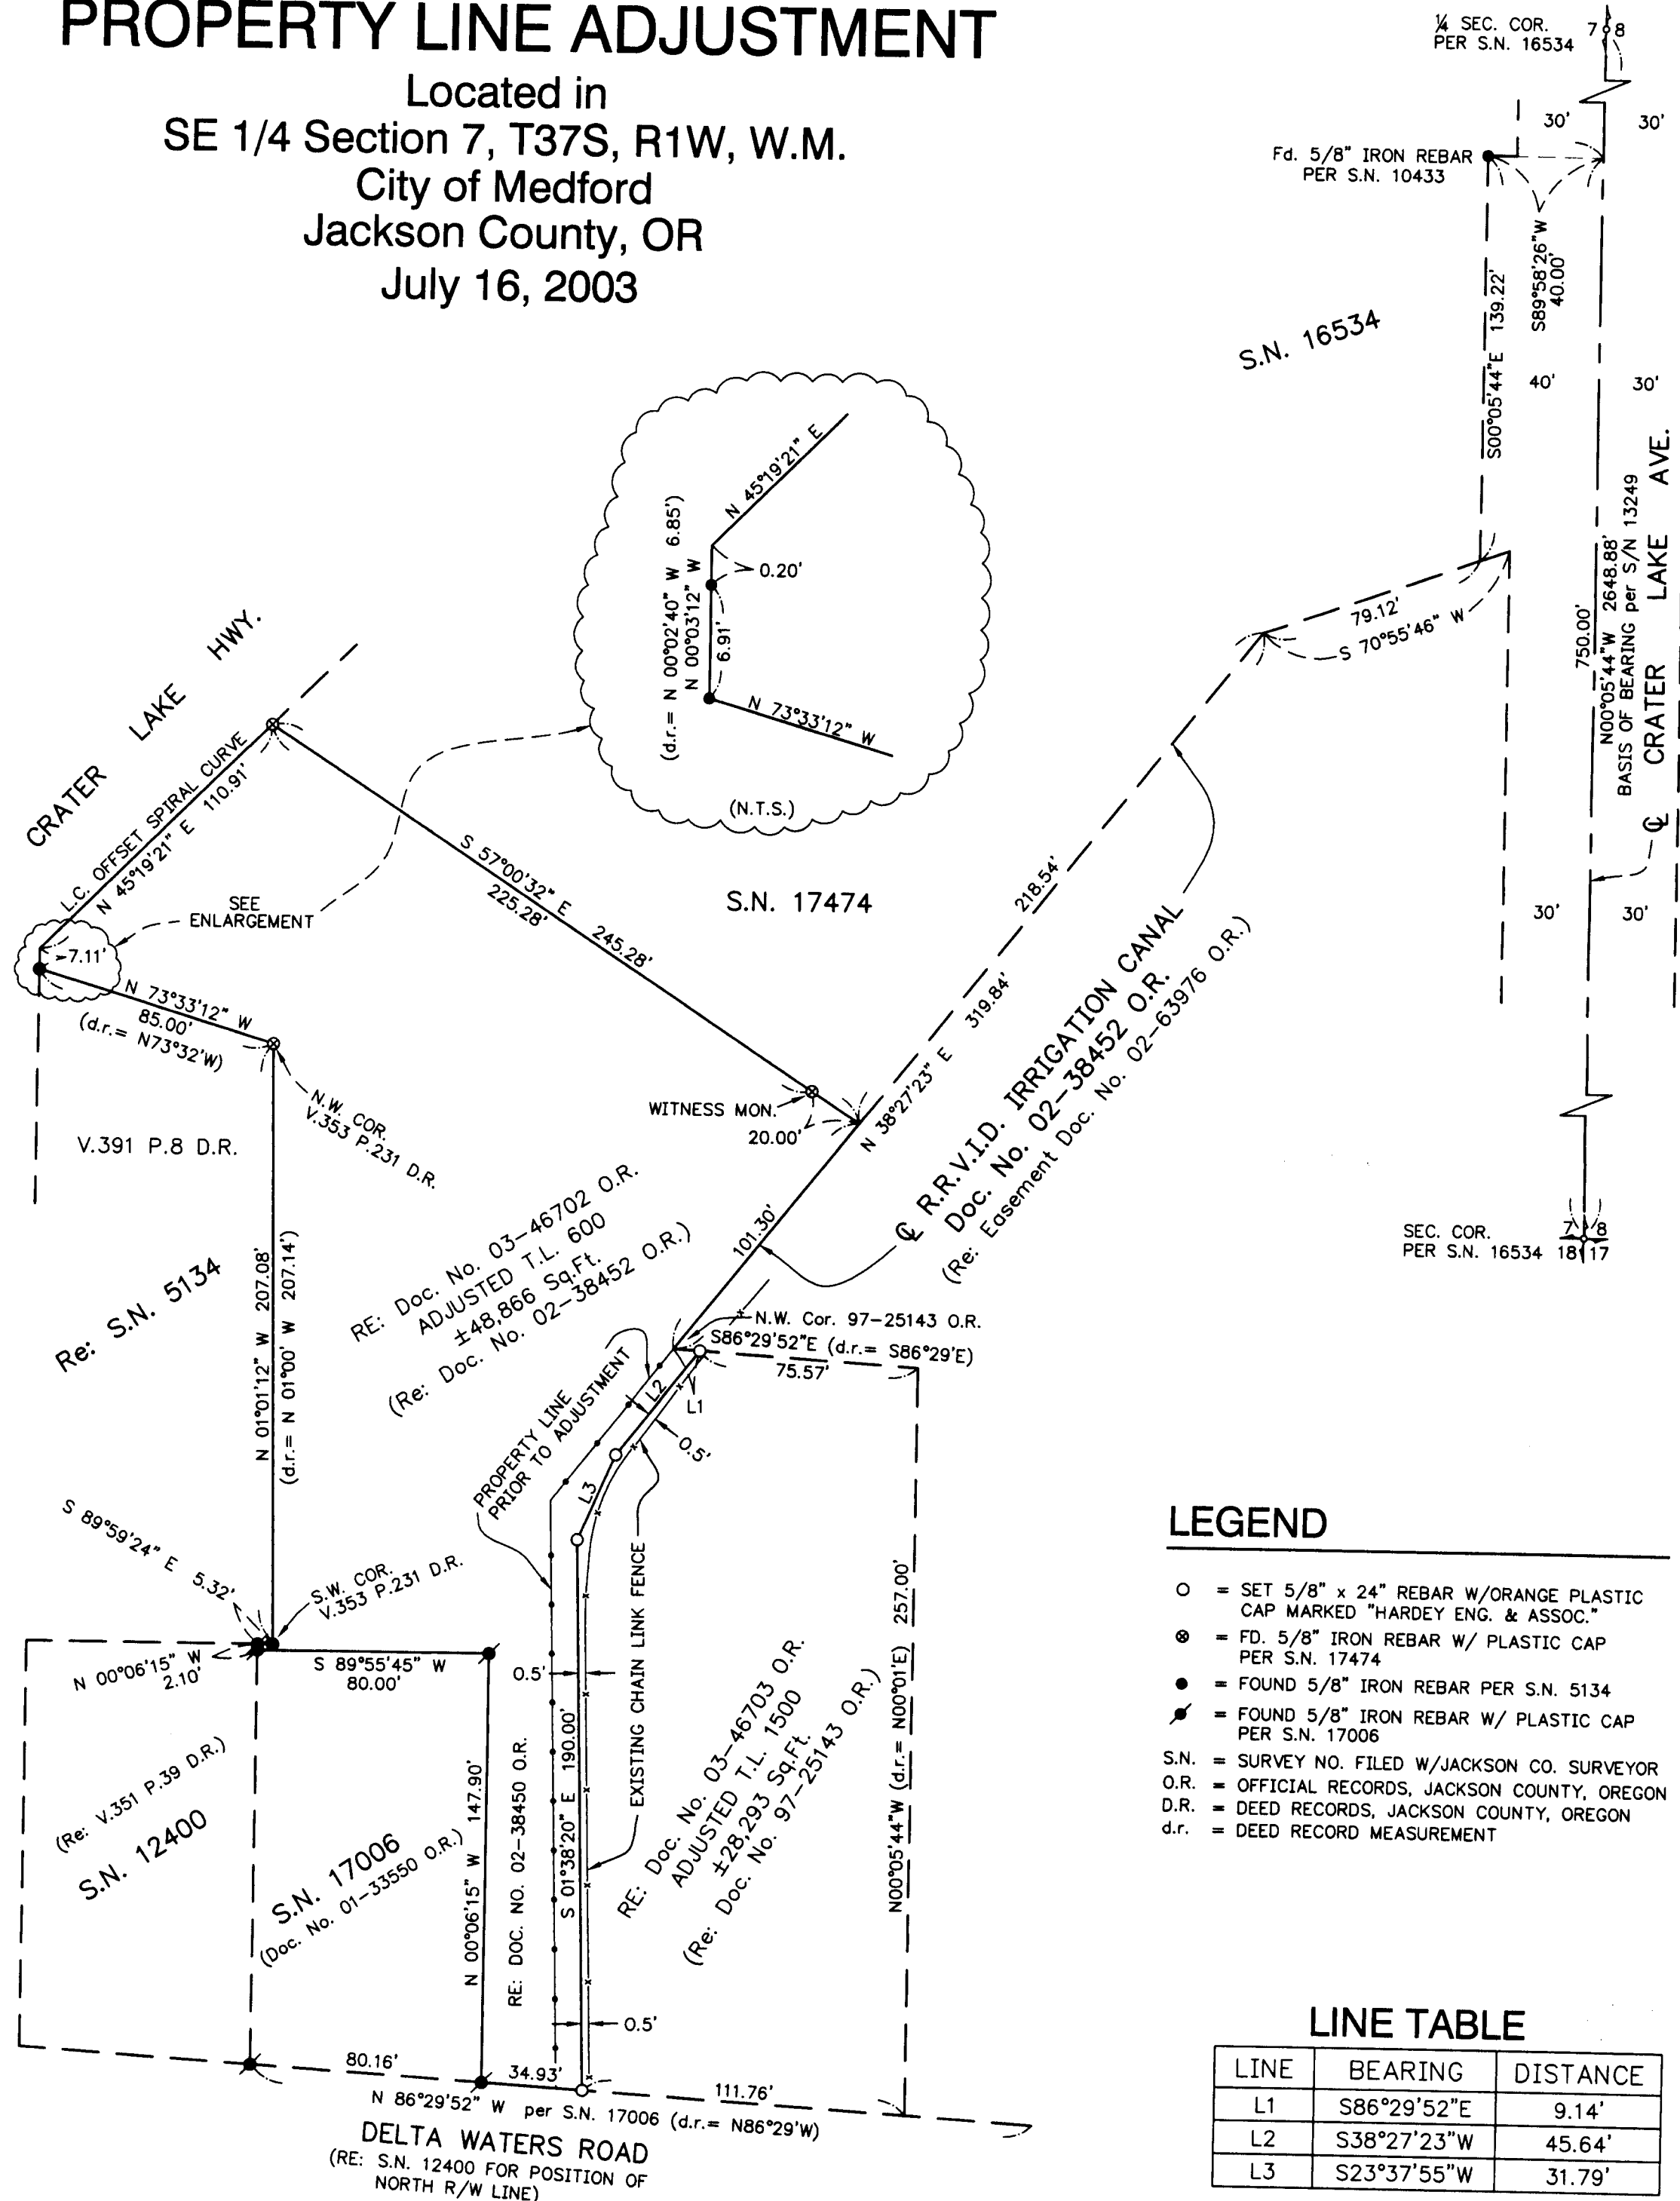 PROPERTY LINE ADJUSTMENT
Located in
SE 1/4 Section 7, T37S, R1W, W.M.
City of Medford
Jackson County, OR
July 16, 2003
1/4 SEC. COR.
PER S.N. 16534
7 8
30'
30'
Fd. 5/8" IRON REBAR
PER S.N. 10433
S89°58'26"W
40.00'
S00°05'44"E 139.22'
S.N. 16534
40'
30'
79.12'
S 70°55'46" W
750.00'
N00°05'44"W 2648.88'
BASIS OF BEARING per S/N 13249
℄ CRATER LAKE AVE.
30'
30'
SEC. COR.
PER S.N. 16534
7 8
18 17
N 45°19'21" E
0.20'
(d.r.= N 00°02'40" W 6.85')
N 00°03'12" W
6.91'
N 73°33'12" W
(N.T.S.)
CRATER LAKE HWY.
L.C. OFFSET SPIRAL CURVE
N 45°19'21" E 110.91'
SEE
ENLARGEMENT
7.11'
S 57°00'32" E
225.28'
245.28'
S.N. 17474
218.54'
319.84'
N 38°27'23" E
N 73°33'12" W
85.00'
(d.r.= N73°32'W)
N.W. COR.
V.353 P.231 D.R.
V.391 P.8 D.R.
WITNESS MON.
20.00'
101.30'
℄ R.R.V.I.D. IRRIGATION CANAL
Doc. No. 02-38452 O.R.
(Re: Easement Doc. No. 02-63976 O.R.)
RE: Doc. No. 03-46702 O.R.
ADJUSTED T.L. 600
±48,866 Sq.Ft.
(Re: Doc. No. 02-38452 O.R.)
Re: S.N. 5134
N 01°01'12" W 207.08'
(d.r.= N 01°00' W 207.14')
N.W. Cor. 97-25143 O.R.
S86°29'52"E (d.r.= S86°29'E)
75.57'
L2
L1
0.5'
L3
PROPERTY LINE
PRIOR TO ADJUSTMENT
S 89°59'24" E 5.32'
S.W. COR.
V.353 P.231 D.R.
N 00°06'15" W
2.10'
S 89°55'45" W
80.00'
0.5'
EXISTING CHAIN LINK FENCE
S 01°38'20" E 190.00'
RE: DOC. NO. 02-38450 O.R.
N 00°06'15" W 147.90'
RE: Doc. No. 03-46703 O.R.
ADJUSTED T.L. 1500
±28,293 Sq.Ft.
(Re: Doc. No. 97-25143 O.R.)
N00°05'44"W (d.r.= N00°01'E) 257.00'
(Re: V.351 P.39 D.R.)
S.N. 12400
S.N. 17006
(Doc. No. 01-33550 O.R.)
0.5'
80.16'
34.93'
111.76'
N 86°29'52" W per S.N. 17006 (d.r.= N86°29'W)
DELTA WATERS ROAD
(RE: S.N. 12400 FOR POSITION OF
NORTH R/W LINE)
LEGEND
= SET 5/8" x 24" REBAR W/ORANGE PLASTIC
CAP MARKED "HARDEY ENG. & ASSOC."
= FD. 5/8" IRON REBAR W/ PLASTIC CAP
PER S.N. 17474
= FOUND 5/8" IRON REBAR PER S.N. 5134
= FOUND 5/8" IRON REBAR W/ PLASTIC CAP
PER S.N. 17006
S.N. = SURVEY NO. FILED W/JACKSON CO. SURVEYOR
O.R. = OFFICIAL RECORDS, JACKSON COUNTY, OREGON
D.R. = DEED RECORDS, JACKSON COUNTY, OREGON
d.r. = DEED RECORD MEASUREMENT
LINE TABLE
LINE BEARING DISTANCE
L1 S86°29'52"E 9.14'
L2 S38°27'23"W 45.64'
L3 S23°37'55"W 31.79'